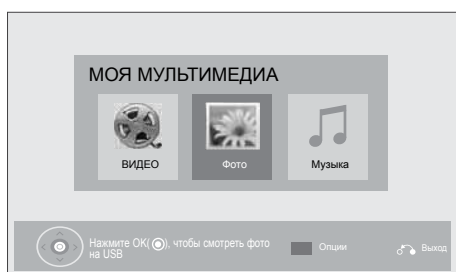 МОЯ МУЛЬТИМЕДИА
ВИДЕО
Фото
Музыка
Нажмите OK(◉), чтобы смотреть фото
на USB
Опции
Выход